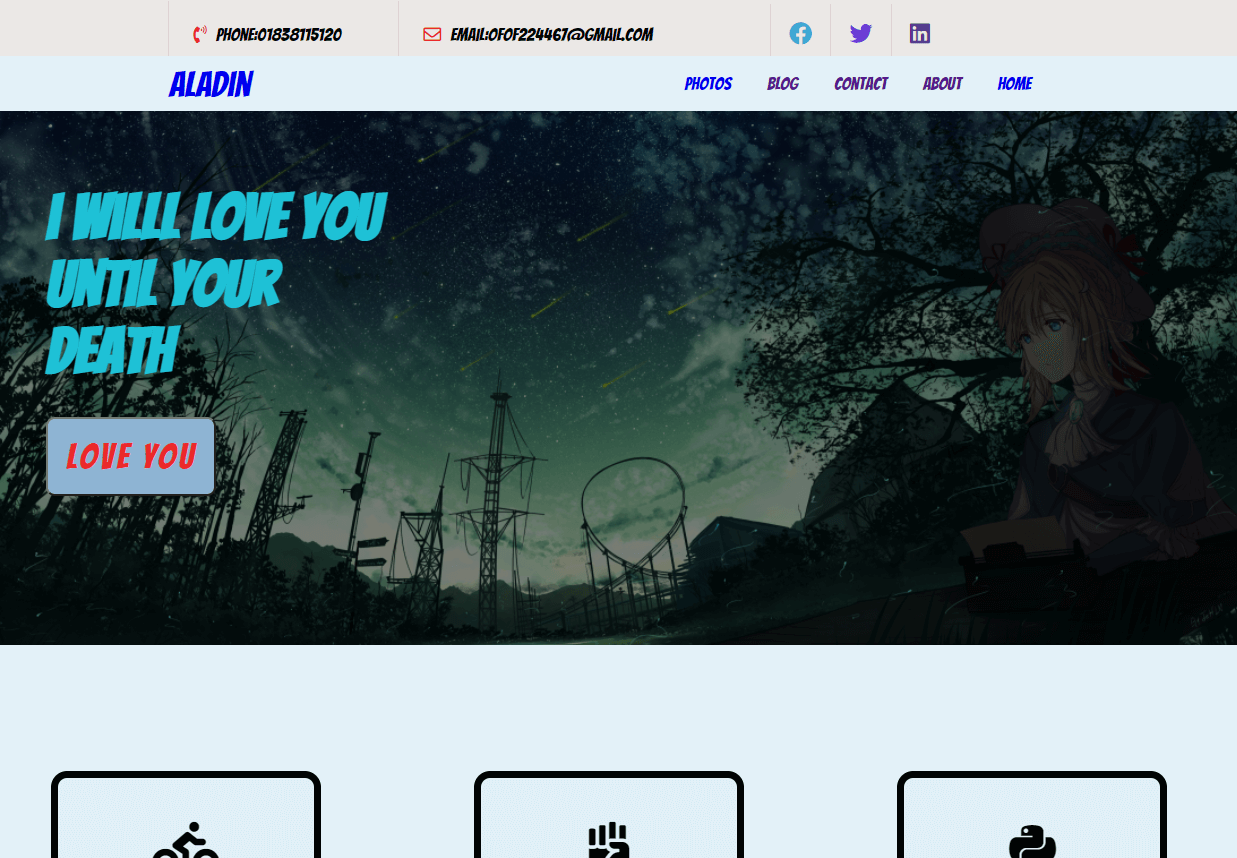 PHONE:01838115120
EMAIL:OFOF224467@GMAIL.COM
ALADIN
PHOTOS BLOG CONTACT ABOUT HOME
I WILLL LOVE YOU
UNTIL YOUR
DEATH
LOVE YOU